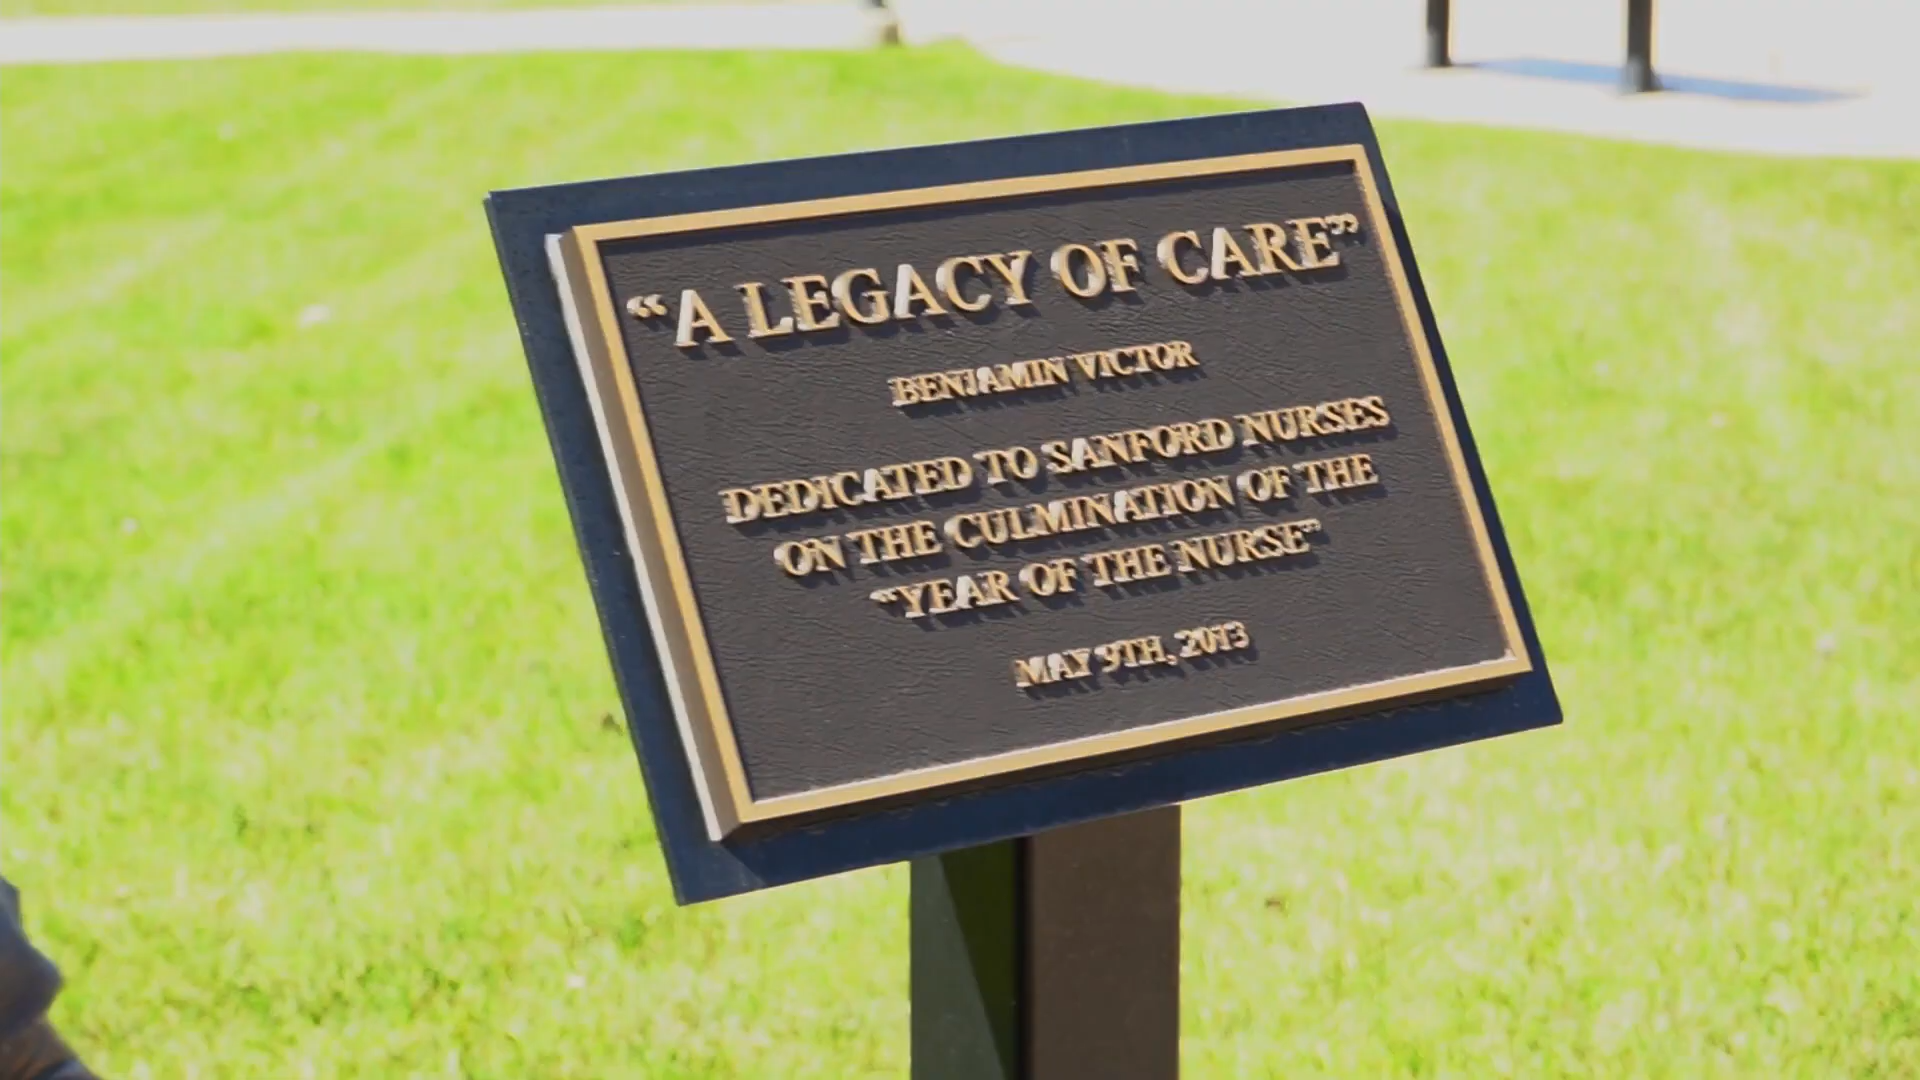 “A LEGACY OF CARE”
BENJAMIN VICTOR
DEDICATED TO SANFORD NURSES
ON THE CULMINATION OF THE
“YEAR OF THE NURSE”
MAY 9TH, 2013